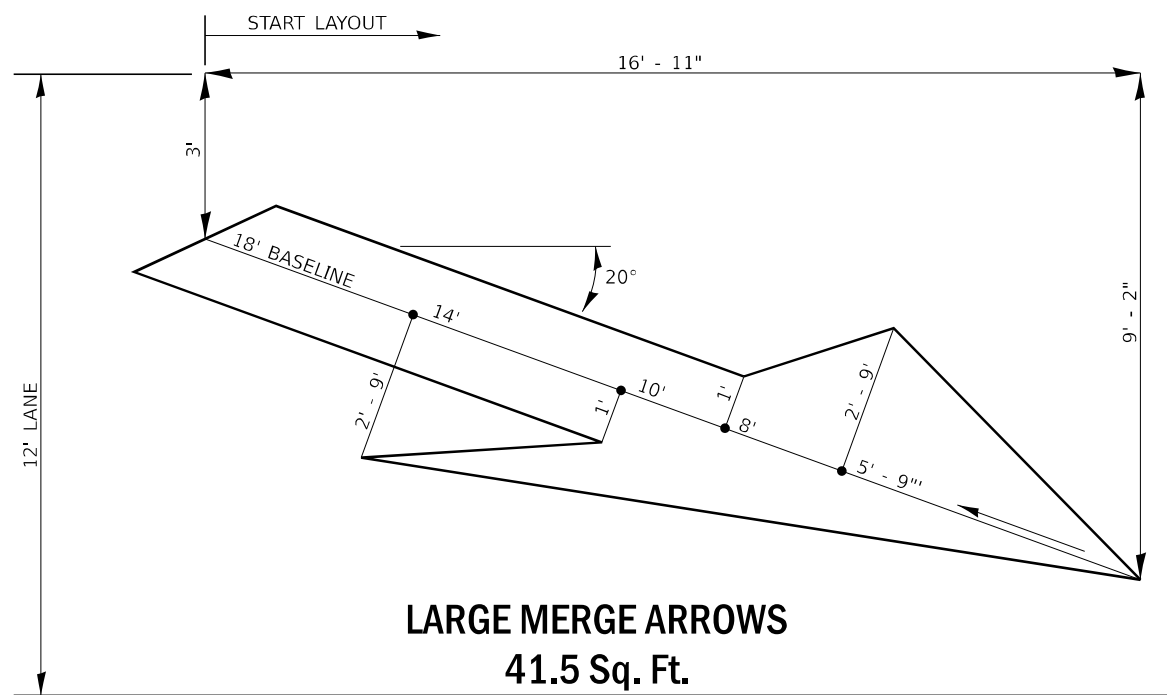 START LAYOUT
16' - 11"
3'
18' BASELINE
20°
14'
2' - 9'
10'
1'
1'
8'
2' - 9'
5' - 9"'
9' - 2"
12' LANE
LARGE MERGE ARROWS
41.5 Sq. Ft.